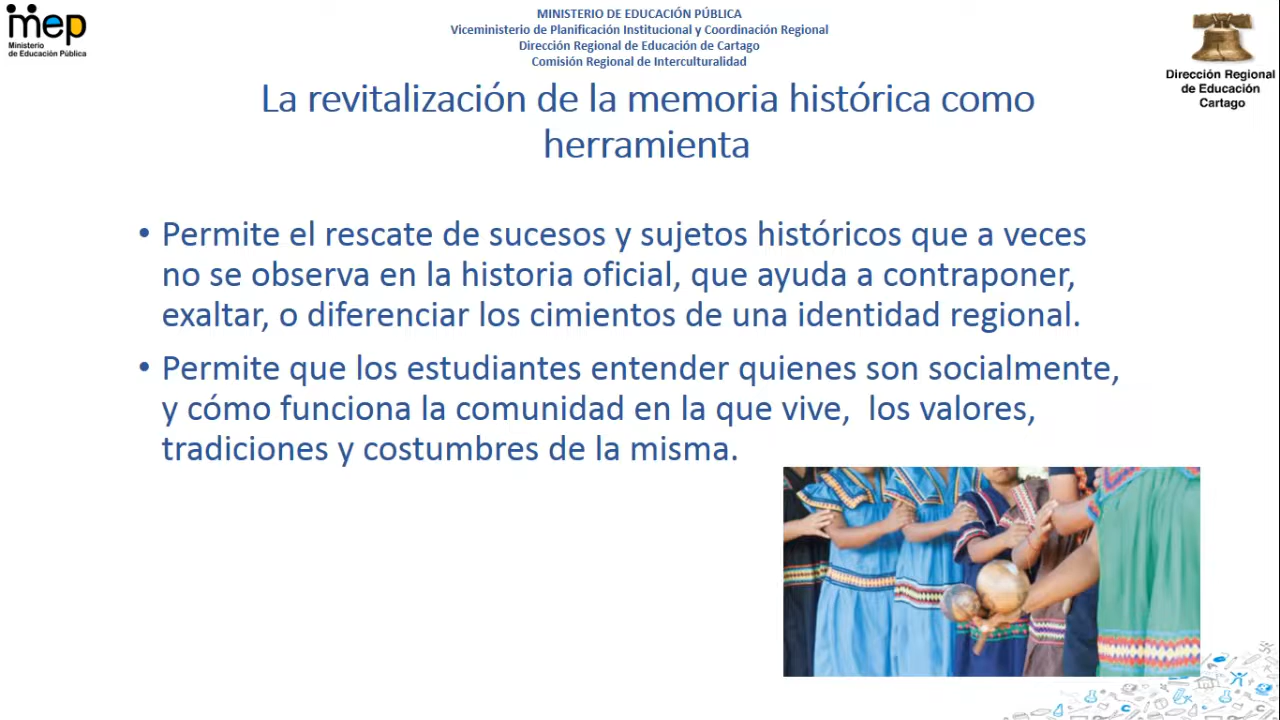 mep
Ministerio
de Educación Pública
MINISTERIO DE EDUCACIÓN PÚBLICA
Viceministerio de Planificación Institucional y Coordinación Regional
Dirección Regional de Educación de Cartago
Comisión Regional de Interculturalidad
Dirección Regional
de Educación
Cartago
La revitalización de la memoria histórica como
herramienta
• Permite el rescate de sucesos y sujetos históricos que a veces
no se observa en la historia oficial, que ayuda a contraponer,
exaltar, o diferenciar los cimientos de una identidad regional.
• Permite que los estudiantes entender quienes son socialmente,
y cómo funciona la comunidad en la que vive,  los valores,
tradiciones y costumbres de la misma.